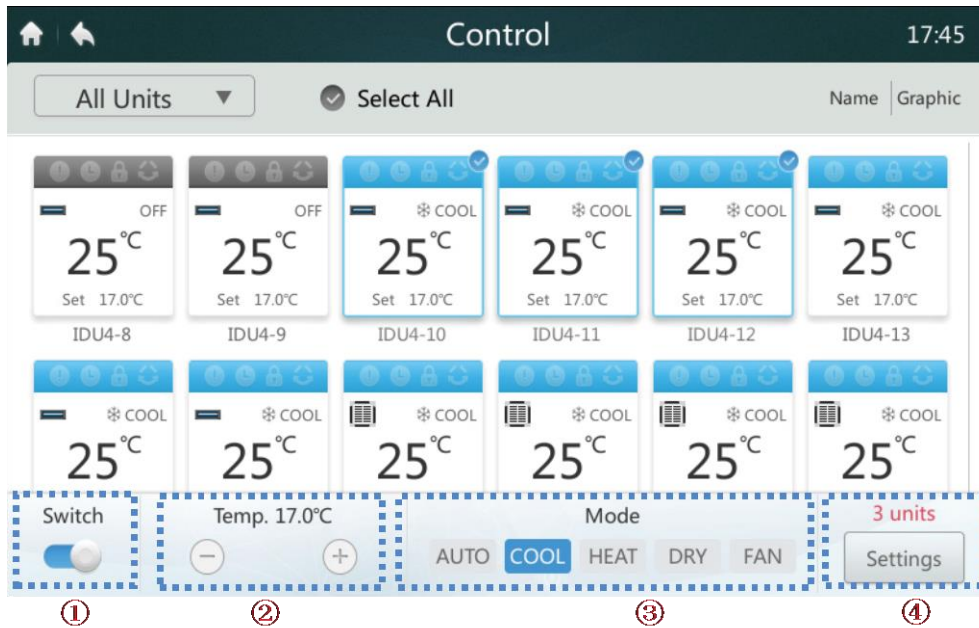 Control 17:45
All Units ▼ Select All Name Graphic
OFF OFF COOL COOL COOL COOL
25℃ 25℃ 25℃ 25℃ 25℃ 25℃
Set 17.0℃ Set 17.0℃ Set 17.0℃ Set 17.0℃ Set 17.0℃ Set 17.0℃
IDU4-8 IDU4-9 IDU4-10 IDU4-11 IDU4-12 IDU4-13
COOL COOL COOL COOL COOL COOL
25℃ 25℃ 25℃ 25℃ 25℃ 25℃
Switch Temp. 17.0℃ Mode 3 units
− + AUTO COOL HEAT DRY FAN Settings
① ② ③ ④